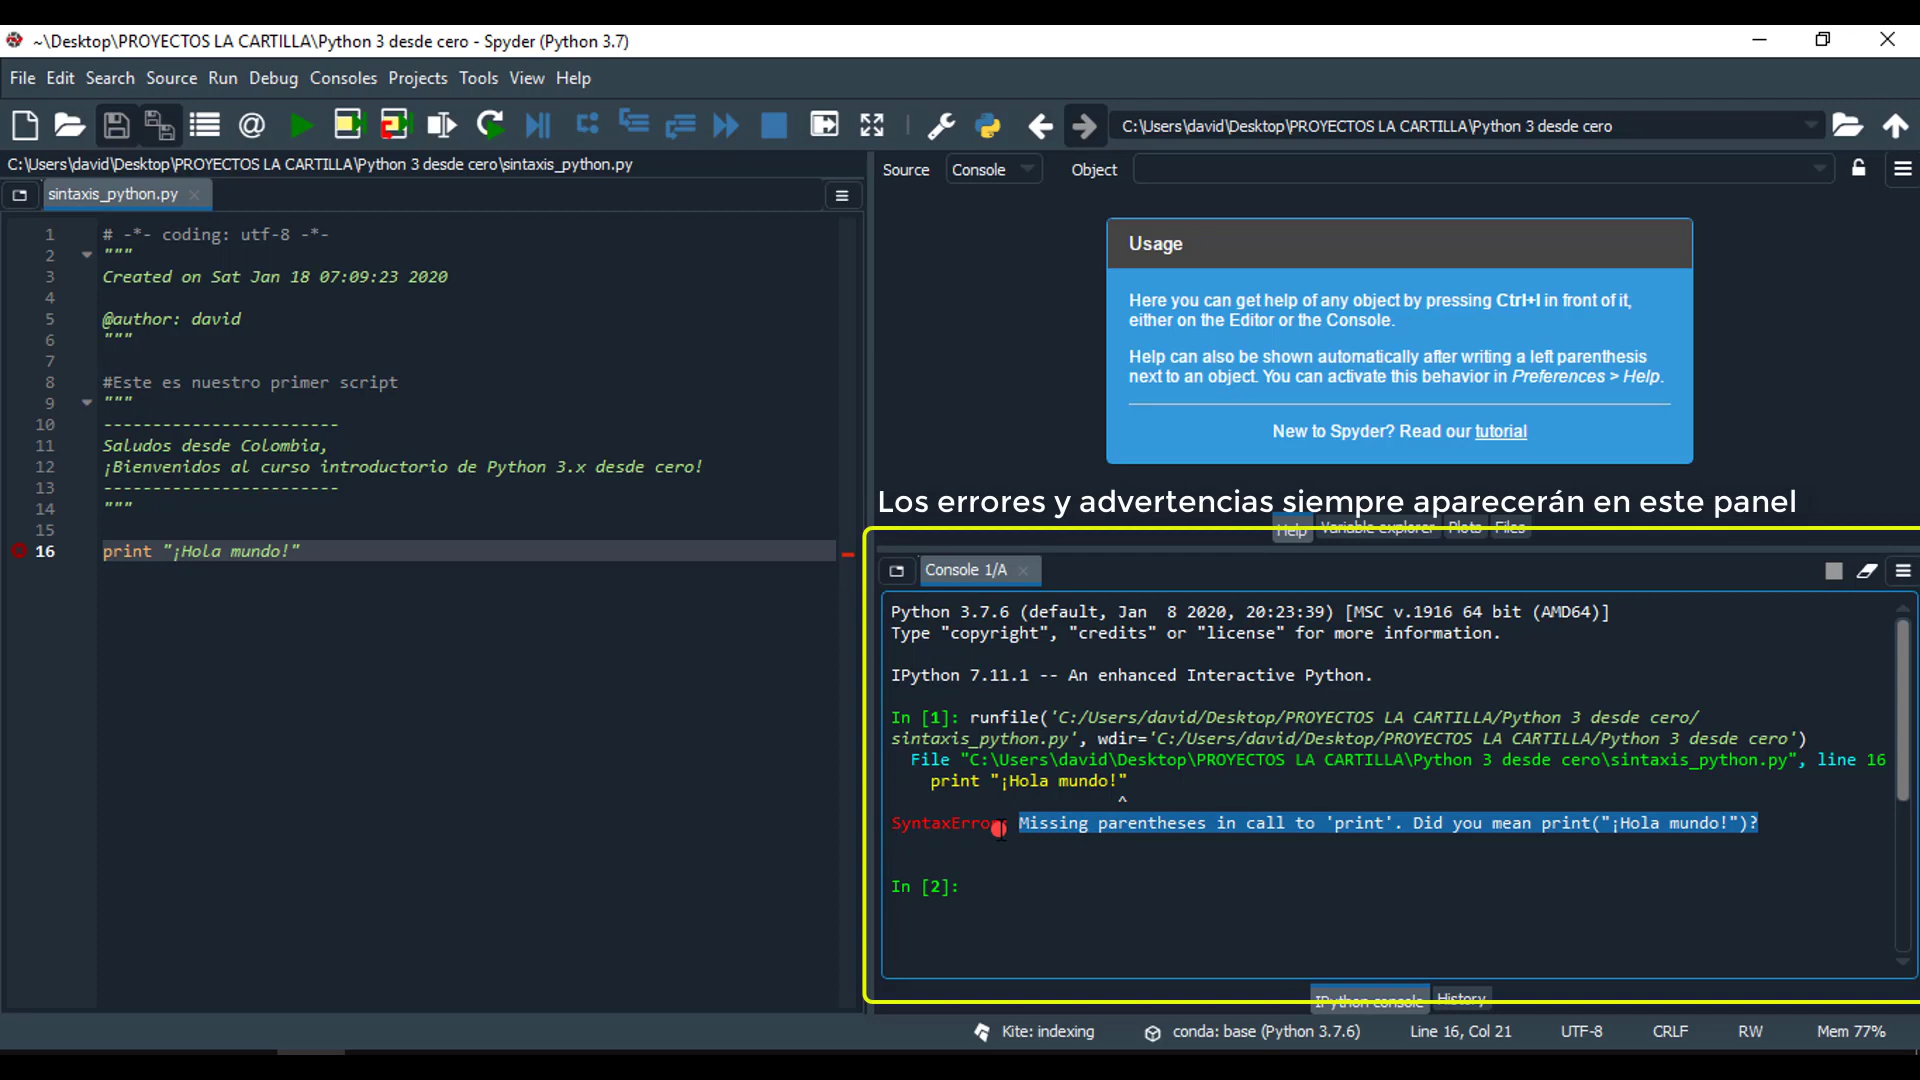 ~\Desktop\PROYECTOS LA CARTILLA\Python 3 desde cero - Spyder (Python 3.7)
File Edit Search Source Run Debug Consoles Projects Tools View Help
C:\Users\david\Desktop\PROYECTOS LA CARTILLA\Python 3 desde cero
C:\Users\david\Desktop\PROYECTOS LA CARTILLA\Python 3 desde cero\sintaxis_python.py
sintaxis_python.py
1 # -*- coding: utf-8 -*-
2 """
3 Created on Sat Jan 18 07:09:23 2020
4
5 @author: david
6 """
7
8 #Este es nuestro primer script
9 """
10 ------------------------
11 Saludos desde Colombia,
12 ¡Bienvenidos al curso introductorio de Python 3.x desde cero!
13 ------------------------
14 """
15
16 print "¡Hola mundo!"
Source Console Object
Usage
Here you can get help of any object by pressing Ctrl+I in front of it,
either on the Editor or the Console.
Help can also be shown automatically after writing a left parenthesis
next to an object. You can activate this behavior in Preferences > Help.
New to Spyder? Read our tutorial
Los errores y advertencias siempre aparecerán en este panel
Help Variable explorer Plots Files
Console 1/A
Python 3.7.6 (default, Jan  8 2020, 20:23:39) [MSC v.1916 64 bit (AMD64)]
Type "copyright", "credits" or "license" for more information.
IPython 7.11.1 -- An enhanced Interactive Python.
In [1]: runfile('C:/Users/david/Desktop/PROYECTOS LA CARTILLA/Python 3 desde cero/
sintaxis_python.py', wdir='C:/Users/david/Desktop/PROYECTOS LA CARTILLA/Python 3 desde cero')
File "C:\Users\david\Desktop\PROYECTOS LA CARTILLA\Python 3 desde cero\sintaxis_python.py", line 16
print "¡Hola mundo!"
^
SyntaxError: Missing parentheses in call to 'print'. Did you mean print("¡Hola mundo!")?
In [2]:
IPython console History
Kite: indexing conda: base (Python 3.7.6) Line 16, Col 21 UTF-8 CRLF RW Mem 77%